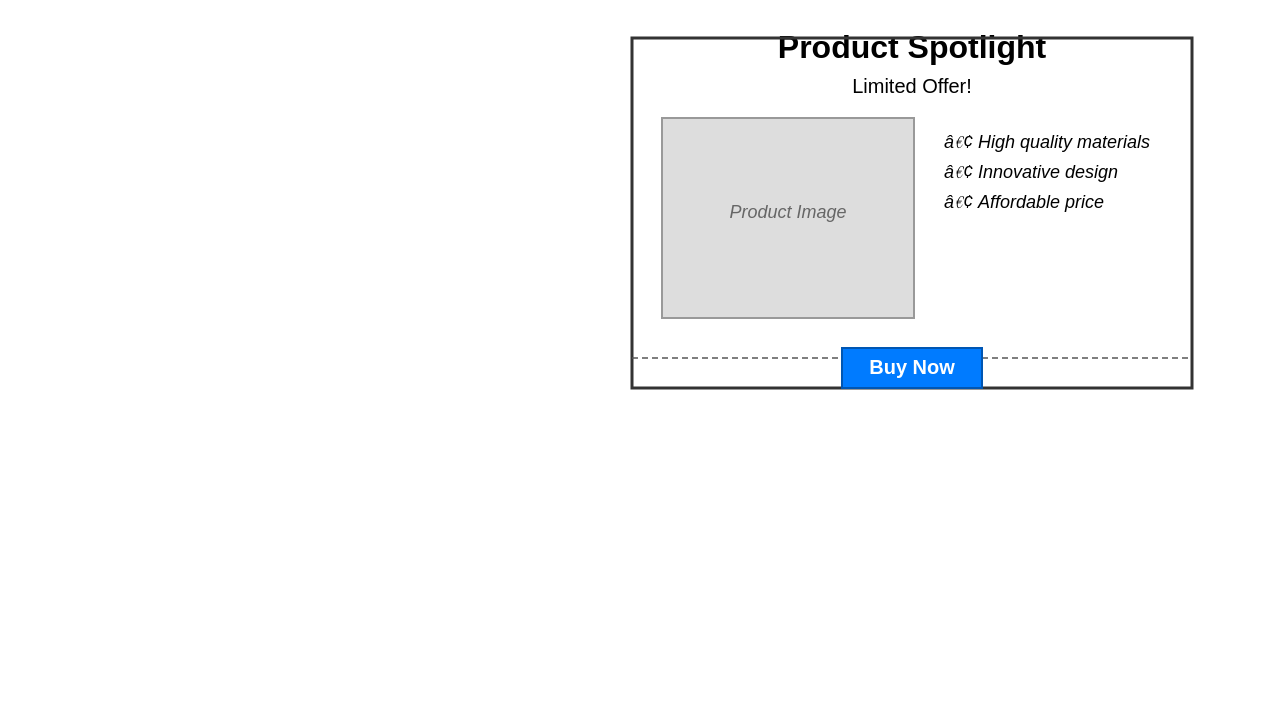 Product Spotlight
Limited Offer!
Product Image
â€¢ High quality materials
â€¢ Innovative design
â€¢ Affordable price
Buy Now